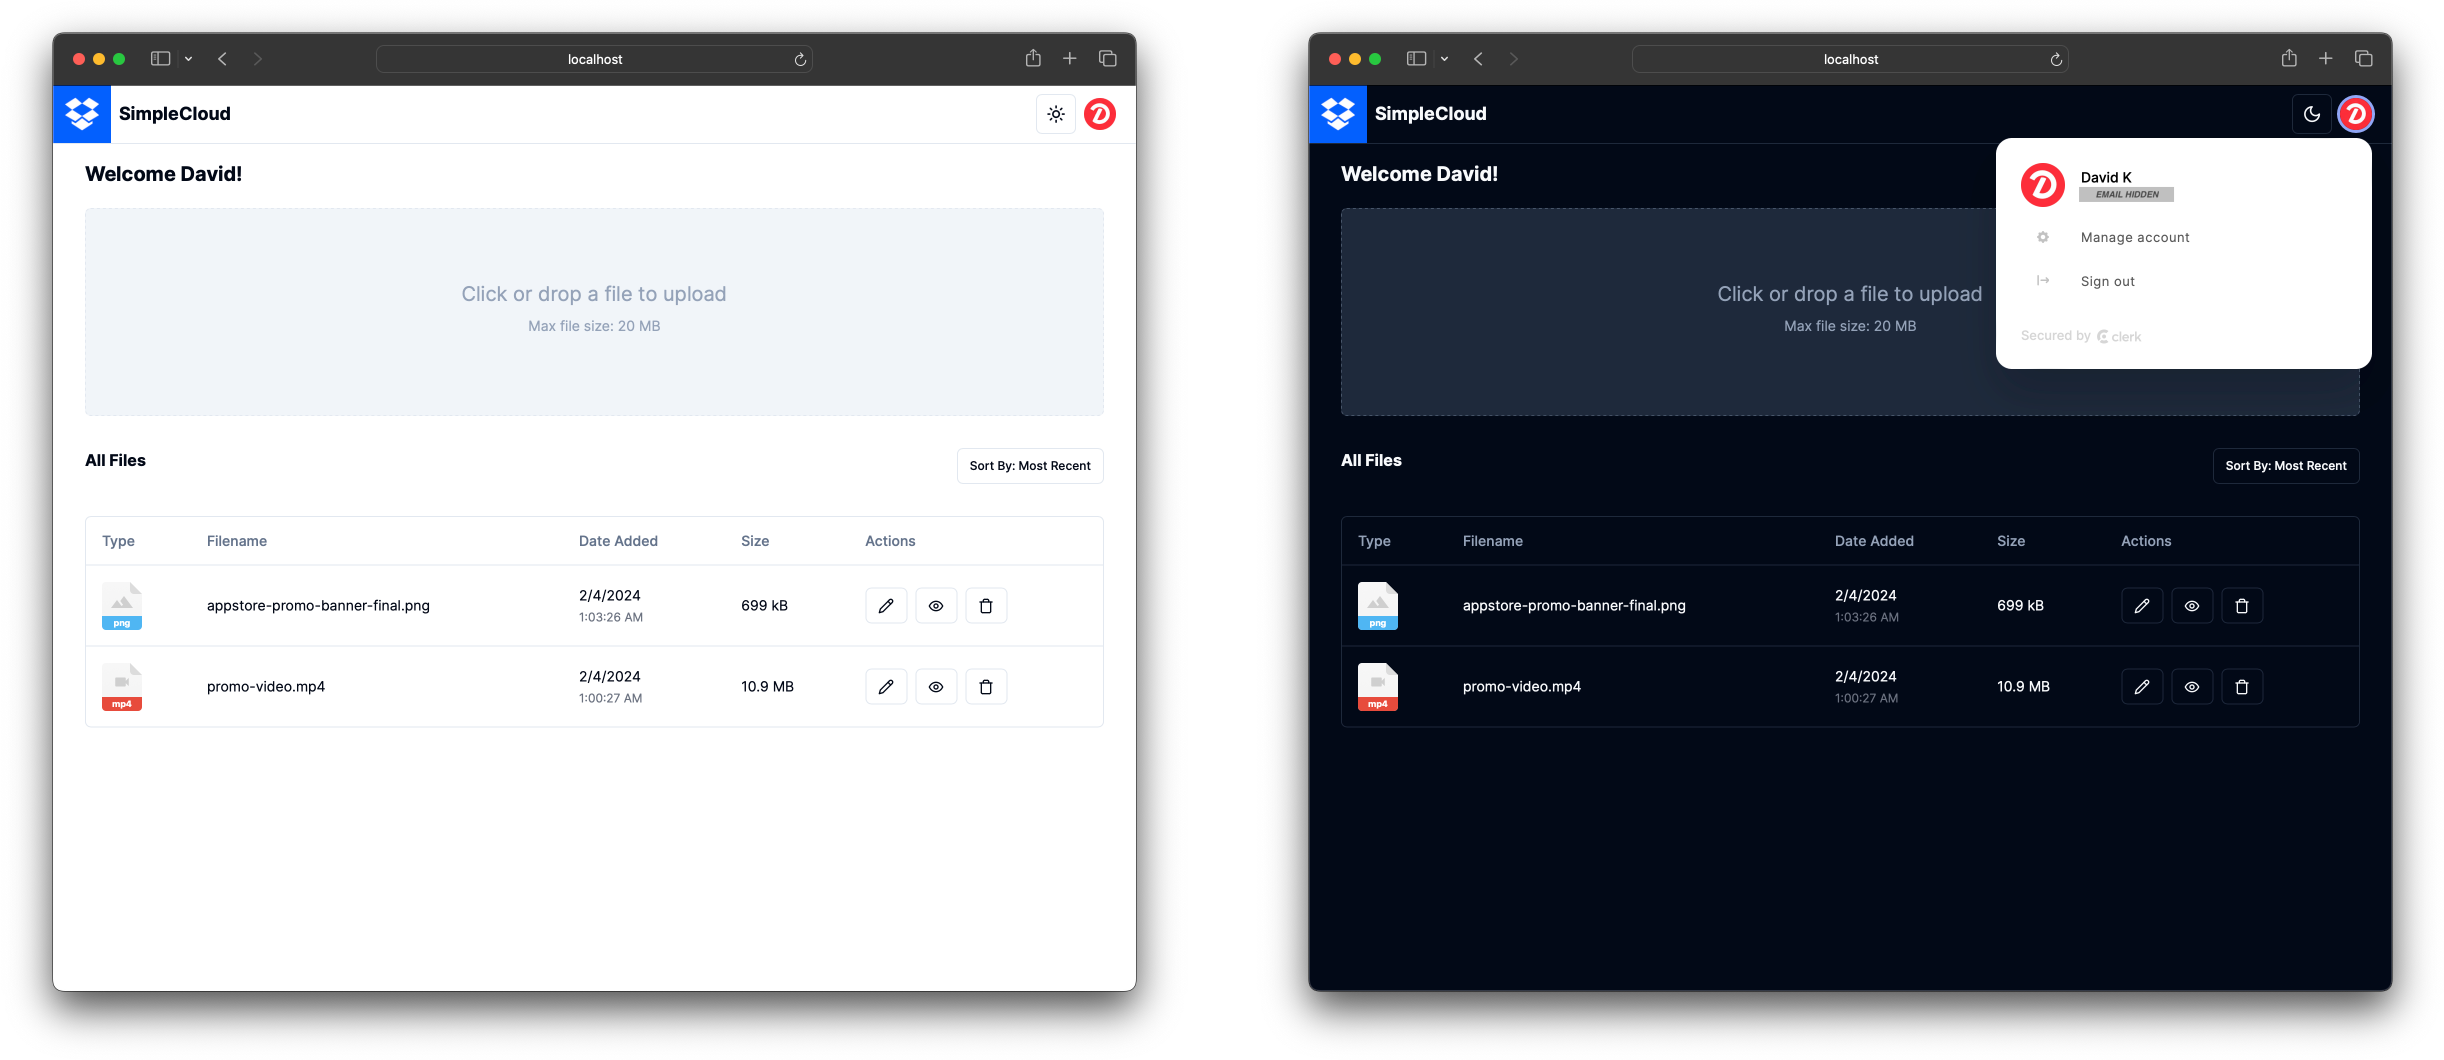 localhost
SimpleCloud
Welcome David!
Click or drop a file to upload
Max file size: 20 MB
All Files
Sort By: Most Recent
Type Filename Date Added Size Actions
png appstore-promo-banner-final.png 2/4/2024 1:03:26 AM 699 kB
mp4 promo-video.mp4 2/4/2024 1:00:27 AM 10.9 MB
localhost
SimpleCloud
Welcome David!
David K
EMAIL HIDDEN
Manage account
Sign out
Secured by clerk
Click or drop a file to upload
Max file size: 20 MB
All Files
Sort By: Most Recent
Type Filename Date Added Size Actions
png appstore-promo-banner-final.png 2/4/2024 1:03:26 AM 699 kB
mp4 promo-video.mp4 2/4/2024 1:00:27 AM 10.9 MB